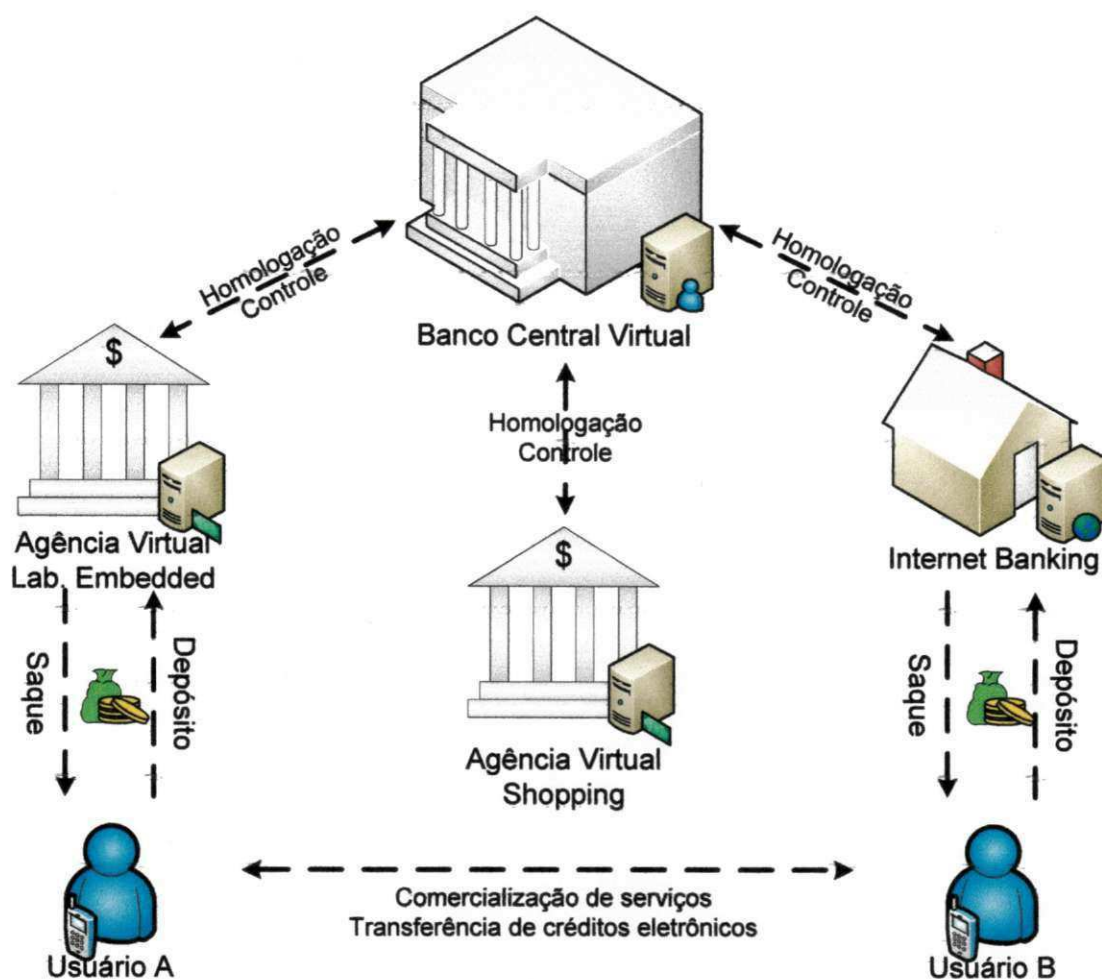 Homologação
Controle
Homologação
Controle
Banco Central Virtual
$
Homologação
Controle
Agência Virtual
Lab. Embedded
Internet Banking
$
Saque
Depósito
Saque
Depósito
Agência Virtual
Shopping
Comercialização de serviços
Transferência de créditos eletrônicos
Usuário A
Usuário B